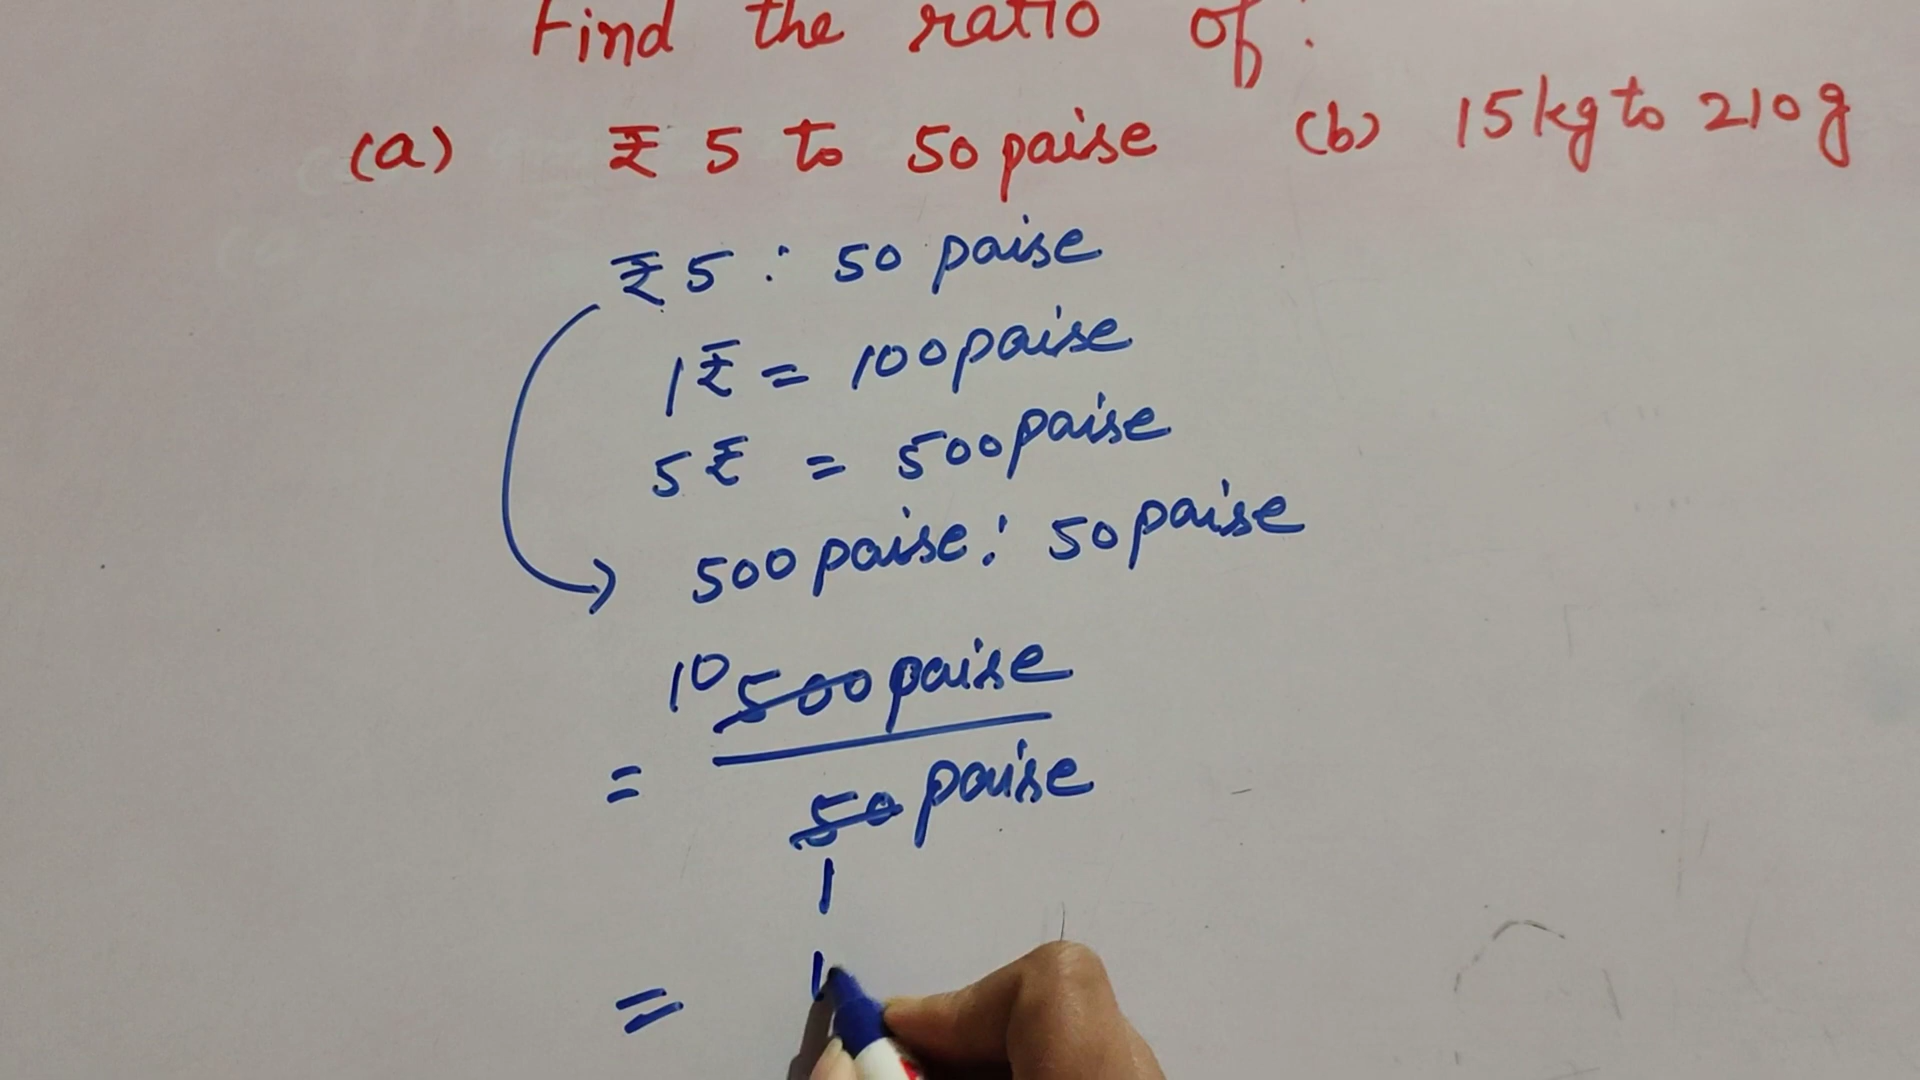 Find the ratio of :
(a) ₹ 5 to 50 paise (b) 15 kg to 210 g
₹ 5 : 50 paise
1 ₹ = 100 paise
5 ₹ = 500 paise
500 paise : 50 paise
10 500 paise
=
50 paise
1
= 1